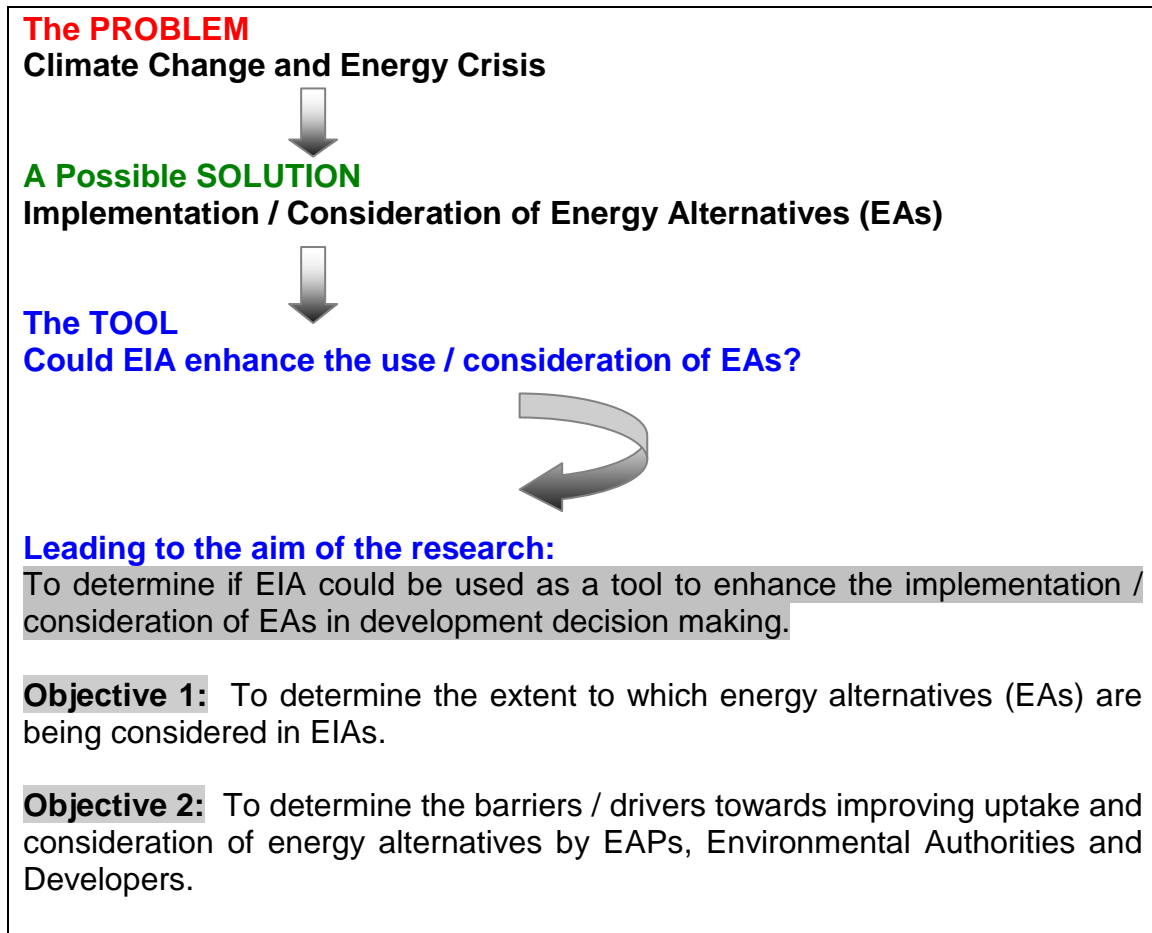 The PROBLEM
Climate Change and Energy Crisis
A Possible SOLUTION
Implementation / Consideration of Energy Alternatives (EAs)
The TOOL
Could EIA enhance the use / consideration of EAs?
Leading to the aim of the research:
To determine if EIA could be used as a tool to enhance the implementation /
consideration of EAs in development decision making.
Objective 1: To determine the extent to which energy alternatives (EAs) are
being considered in EIAs.
Objective 2: To determine the barriers / drivers towards improving uptake and
consideration of energy alternatives by EAPs, Environmental Authorities and
Developers.